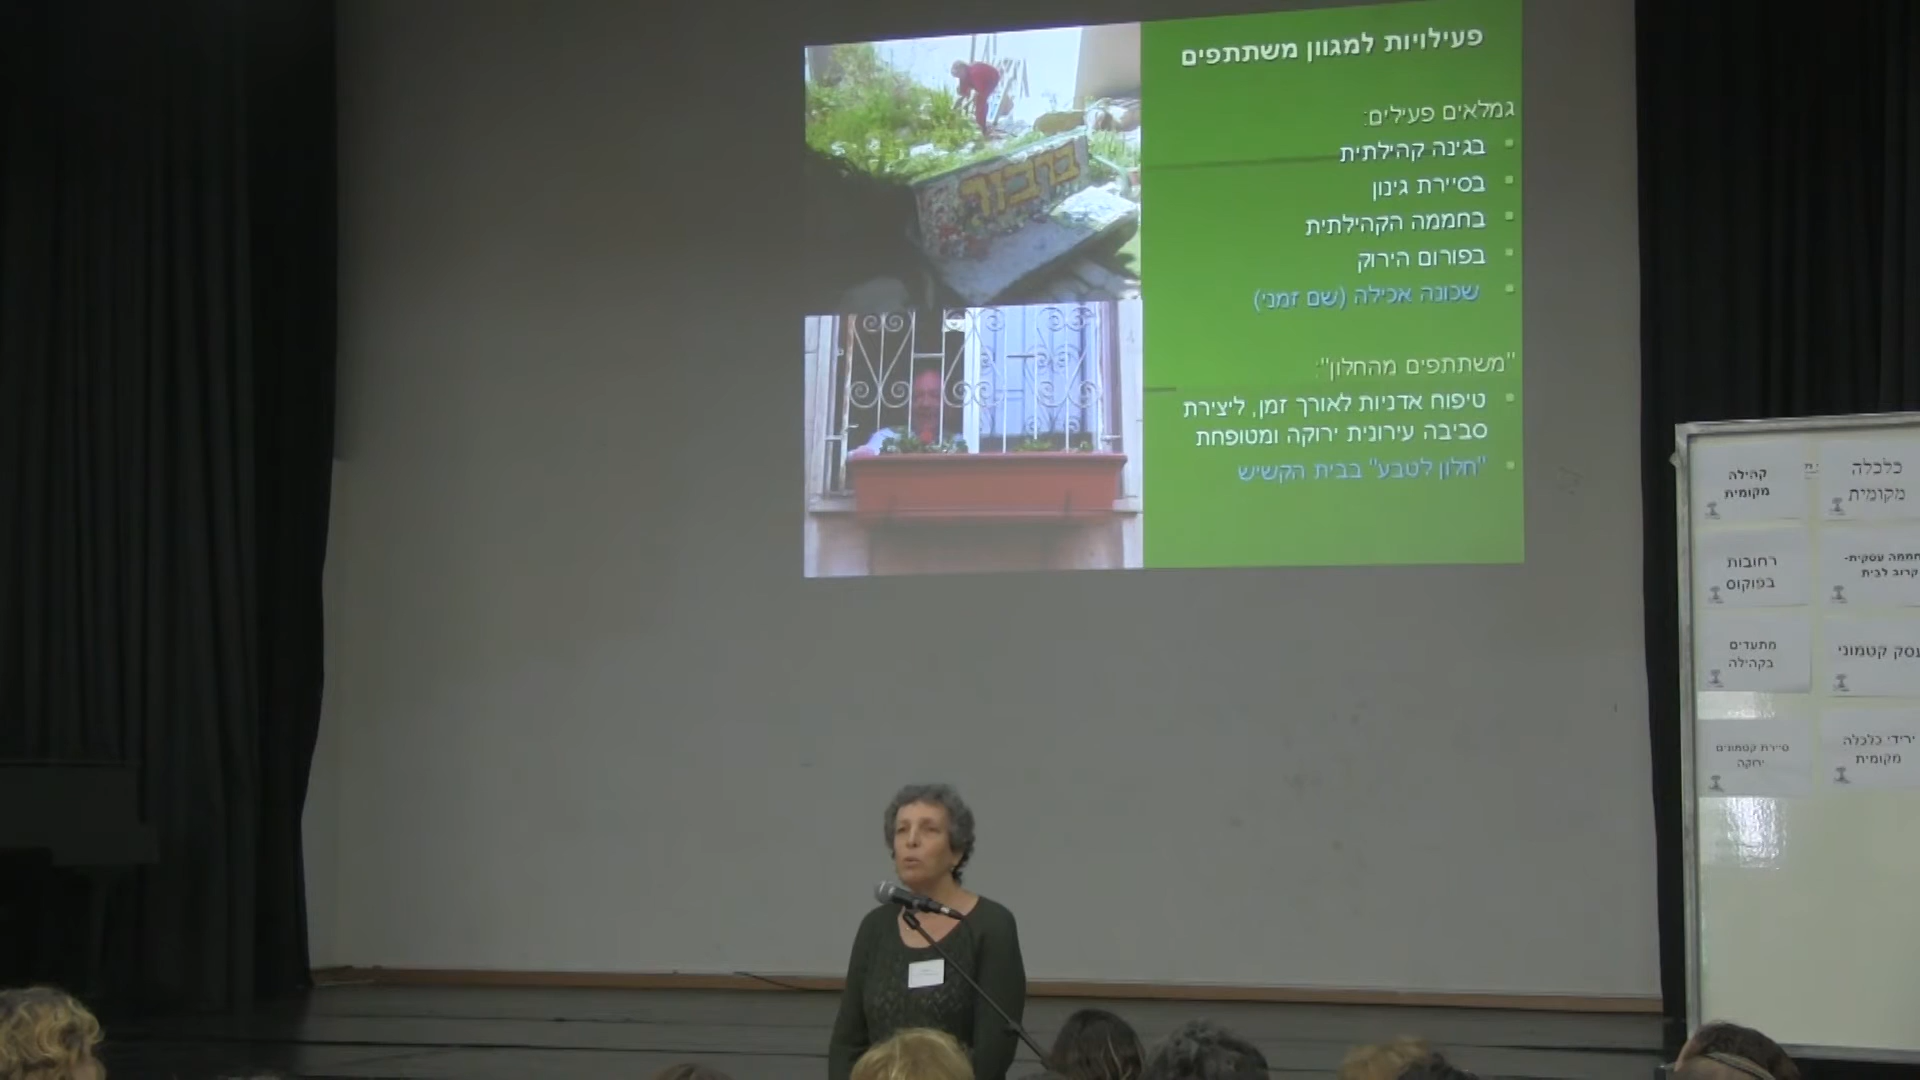 פעילויות למגוון משתתפים
גמלאים פעילים:
בגינה קהילתית
בסיירת גינון
בחממה הקהילתית
בפורום הירוק
שכונה אכילה (שם זמני)
"משתתפים מהחלון":
טיפוח אדניות לאורך זמן, ליצירת
סביבה עירונית ירוקה ומטופחת
"חלון לטבע" בבית הקשיש
בוסתן
קהילה
מקומית
כלכלה
מקומית
רחובות
בפוקוס
חממה עסקית-
קרוב לבית
מתעדים
בקהילה
עסק קטמוני
סיירת קטמונים
ירוקה
ירידי כלכלה
מקומית